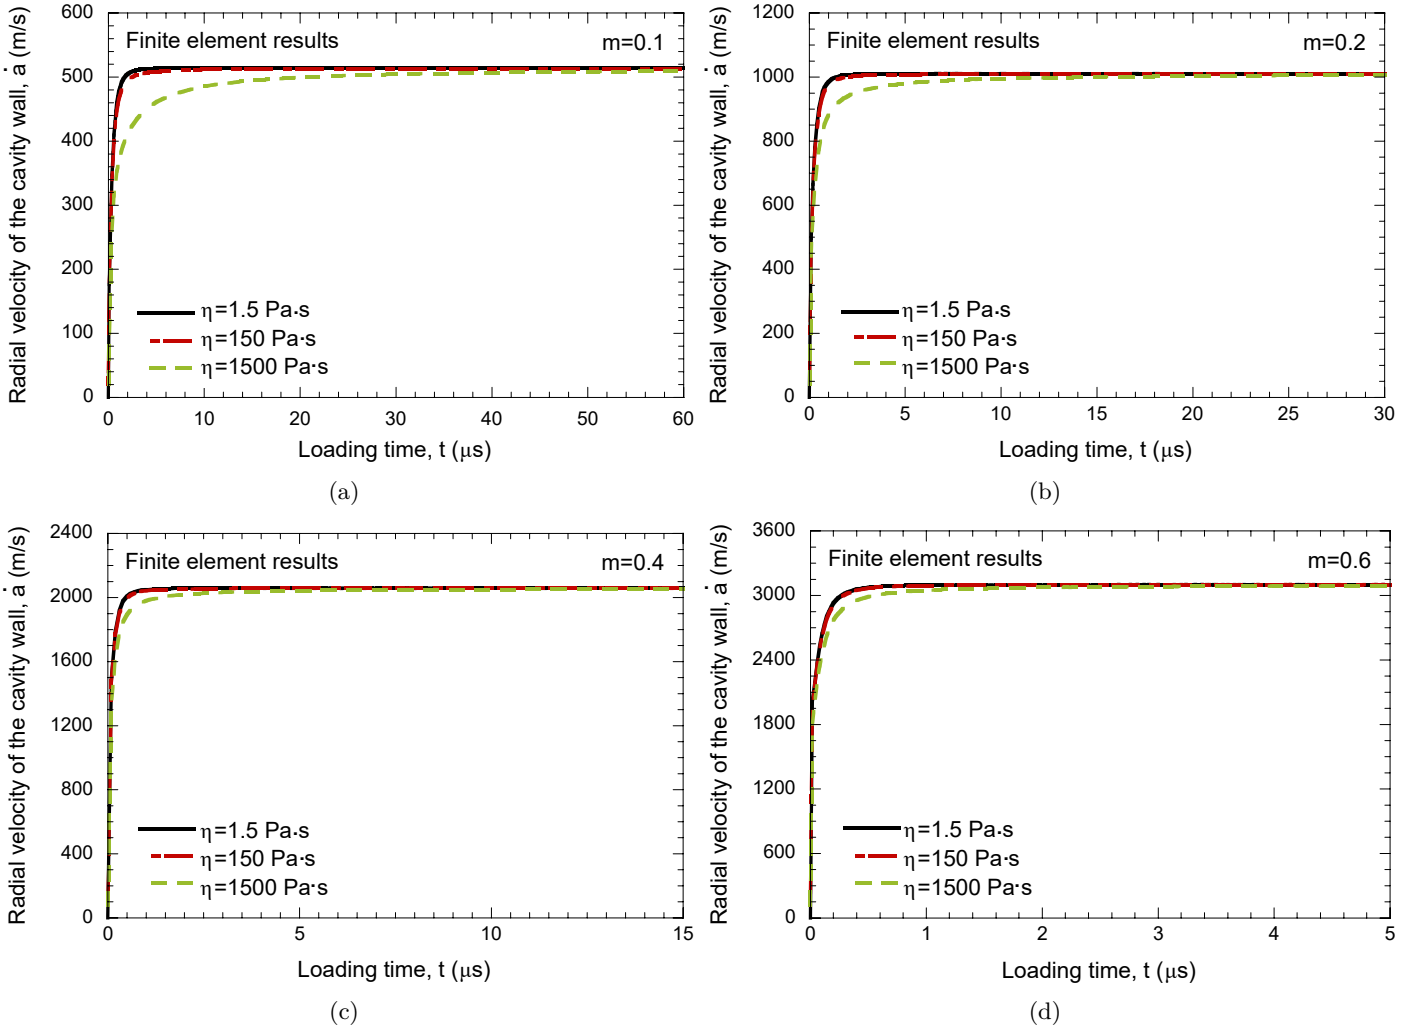 Radial velocity of the cavity wall, ȧ (m/s)
600
500
400
300
200
100
0
Finite element results
m=0.1
η=1.5 Pa·s
η=150 Pa·s
η=1500 Pa·s
0 10 20 30 40 50 60
Loading time, t (μs)
(a)
Radial velocity of the cavity wall, ȧ (m/s)
1200
1000
800
600
400
200
0
Finite element results
m=0.2
η=1.5 Pa·s
η=150 Pa·s
η=1500 Pa·s
0 5 10 15 20 25 30
Loading time, t (μs)
(b)
Radial velocity of the cavity wall, ȧ (m/s)
2400
2000
1600
1200
800
400
0
Finite element results
m=0.4
η=1.5 Pa·s
η=150 Pa·s
η=1500 Pa·s
0 5 10 15
Loading time, t (μs)
(c)
Radial velocity of the cavity wall, ȧ (m/s)
3600
3000
2400
1800
1200
600
0
Finite element results
m=0.6
η=1.5 Pa·s
η=150 Pa·s
η=1500 Pa·s
0 1 2 3 4 5
Loading time, t (μs)
(d)